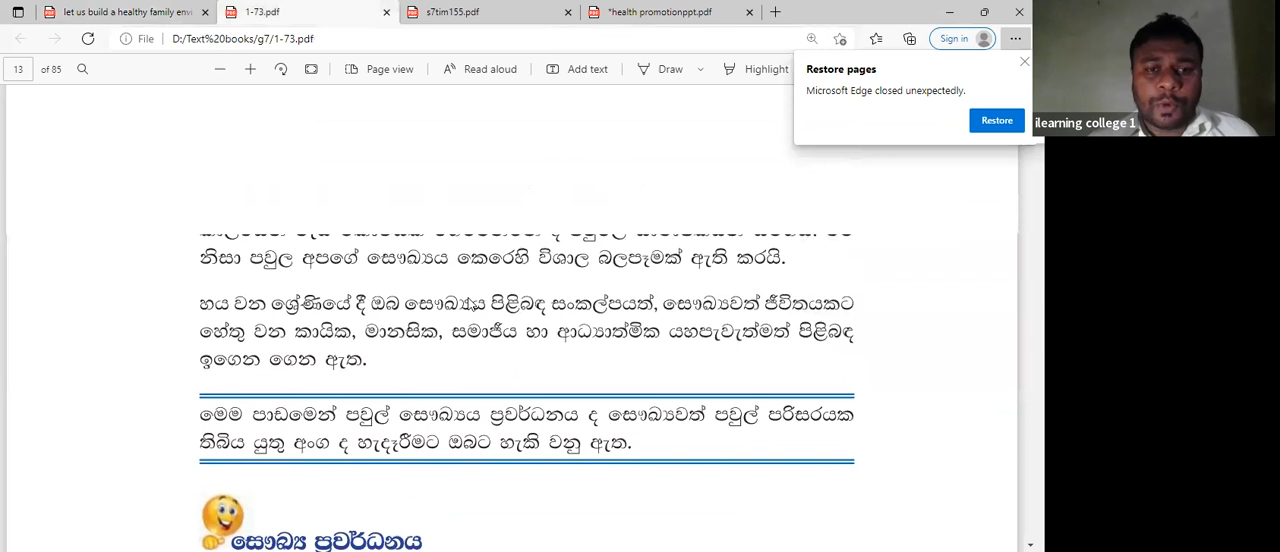 let us build a healthy family envi
1-73.pdf
s7tim155.pdf
*health promotionppt.pdf
File
D:/Text%20books/g7/1-73.pdf
Sign in
13 of 85
Page view
Read aloud
Add text
Draw
Highlight
Restore pages
Microsoft Edge closed unexpectedly.
Restore
ilearning college 1
නිසා පවුල අපගේ සෞඛ්‍යය කෙරෙහි විශාල බලපෑමක් ඇති කරයි.
හය වන ශ්‍රේණියේ දී ඔබ සෞඛ්‍යය පිළිබඳ සංකල්පයත්, සෞඛ්‍යවත් ජීවිතයකට
හේතු වන කායික, මානසික, සමාජීය හා ආධ්‍යාත්මික යහපැවැත්මත් පිළිබඳ
ඉගෙන ගෙන ඇත.
මෙම පාඩමෙන් පවුල් සෞඛ්‍යය ප්‍රවර්ධනය ද සෞඛ්‍යවත් පවුල් පරිසරයක
තිබිය යුතු අංග ද හැදෑරීමට ඔබට හැකි වනු ඇත.
සෞඛ්‍ය ප්‍රවර්ධනය